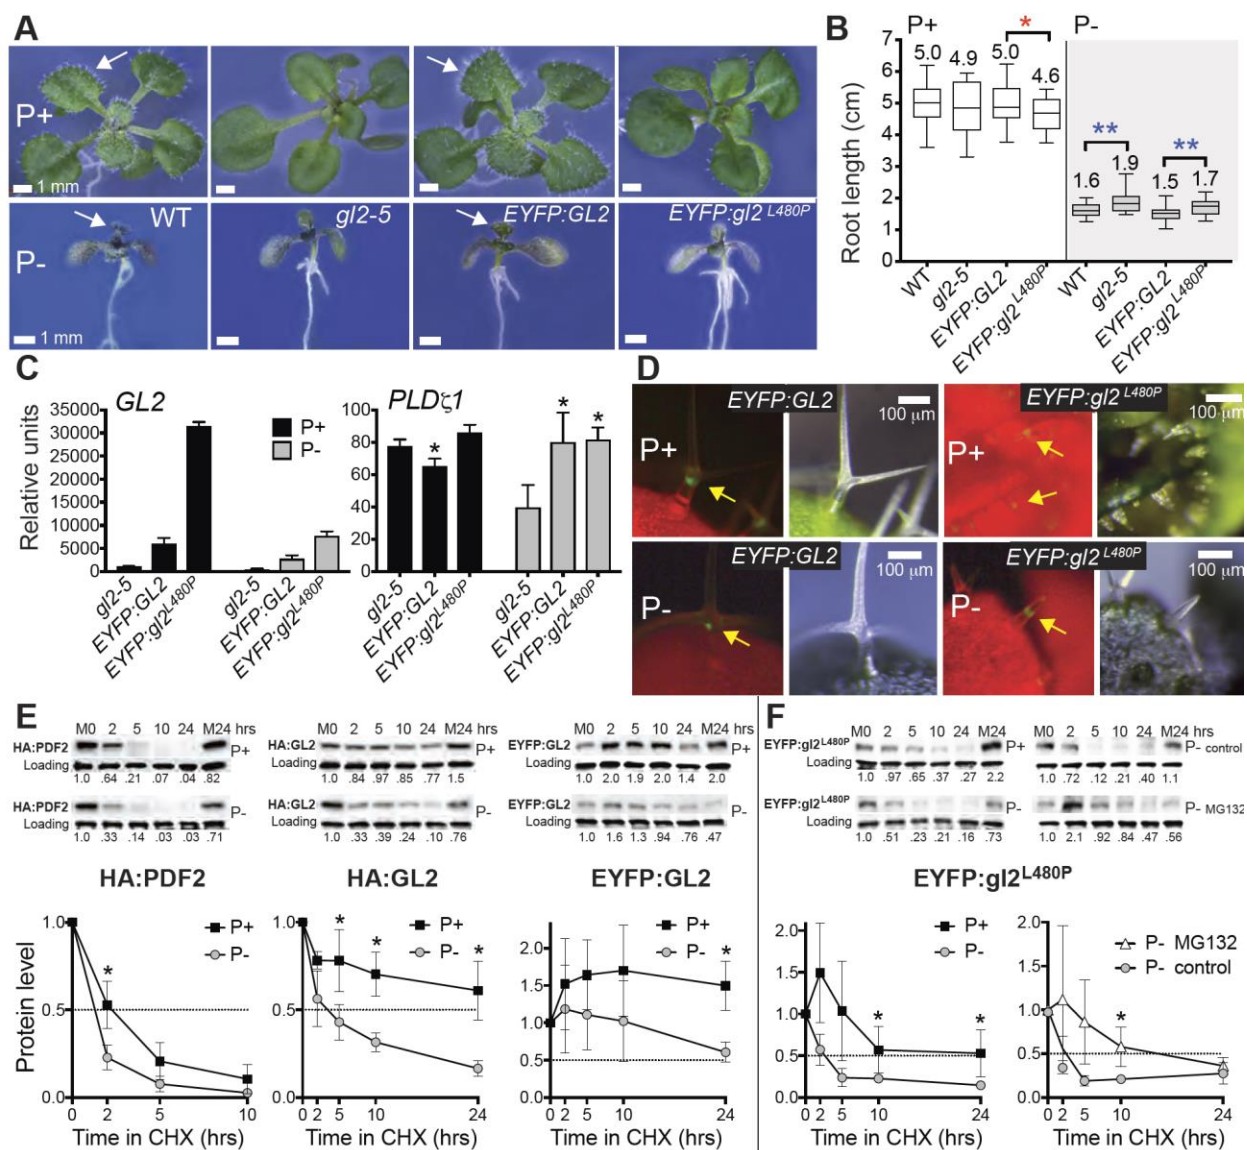 A
P+
1 mm
P-
WT
gl2-5
EYFP:GL2
EYFP:gl2 L480P
1 mm
B
P+
P-
*
Root length (cm)
7
6
5
4
3
2
1
0
5.0
4.9
5.0
4.6
**
**
1.6
1.9
1.5
1.7
WT
gl2-5
EYFP:GL2
EYFP:gl2 L480P
WT
gl2-5
EYFP:GL2
EYFP:gl2 L480P
C
GL2
Relative units
35000
30000
25000
20000
15000
10000
5000
0
P+
P-
gl2-5
EYFP:GL2
EYFP:gl2L480P
gl2-5
EYFP:GL2
EYFP:gl2L480P
PLDζ1
100
80
60
40
20
0
*
*
*
gl2-5
EYFP:GL2
EYFP:gl2L480P
gl2-5
EYFP:GL2
EYFP:gl2L480P
D
EYFP:GL2
100 μm
P+
EYFP:gl2 L480P
100 μm
P+
EYFP:GL2
100 μm
P-
EYFP:gl2 L480P
100 μm
P-
E
M0 2 5 10 24 M24 hrs
HA:PDF2 P+
Loading
1.0 .64 .21 .07 .04 .82
HA:PDF2 P-
Loading
1.0 .33 .14 .03 .03 .71
M0 2 5 10 24 M24 hrs
HA:GL2 P+
Loading
1.0 .84 .97 .85 .77 1.5
HA:GL2 P-
Loading
1.0 .33 .39 .24 .10 .76
M0 2 5 10 24 M24 hrs
EYFP:GL2 P+
Loading
1.0 2.0 1.9 2.0 1.4 2.0
EYFP:GL2 P-
Loading
1.0 1.6 1.3 .94 .76 .47
F
M0 2 5 10 24 M24 hrs
EYFP:gl2L480P P+
Loading
1.0 .97 .65 .37 .27 2.2
EYFP:gl2L480P P-
Loading
1.0 .51 .23 .21 .16 .73
M0 2 5 10 24 M24 hrs
P- control
1.0 .72 .12 .21 .40 1.1
P- MG132
1.0 2.1 .92 .84 .47 .56
HA:PDF2
Protein level
1.0
0.5
0.0
P+
P-
*
0 2 5 10
Time in CHX (hrs)
HA:GL2
1.0
0.5
0.0
P+
P-
* * *
0 2 5 10 24
Time in CHX (hrs)
EYFP:GL2
2.0
1.5
1.0
0.5
0.0
P+
P-
*
0 2 5 10 24
Time in CHX (hrs)
EYFP:gl2L480P
2.0
1.5
1.0
0.5
0.0
P+
P-
* *
0 2 5 10 24
Time in CHX (hrs)
2.0
1.5
1.0
0.5
0.0
P- MG132
P- control
*
0 2 5 10 24
Time in CHX (hrs)